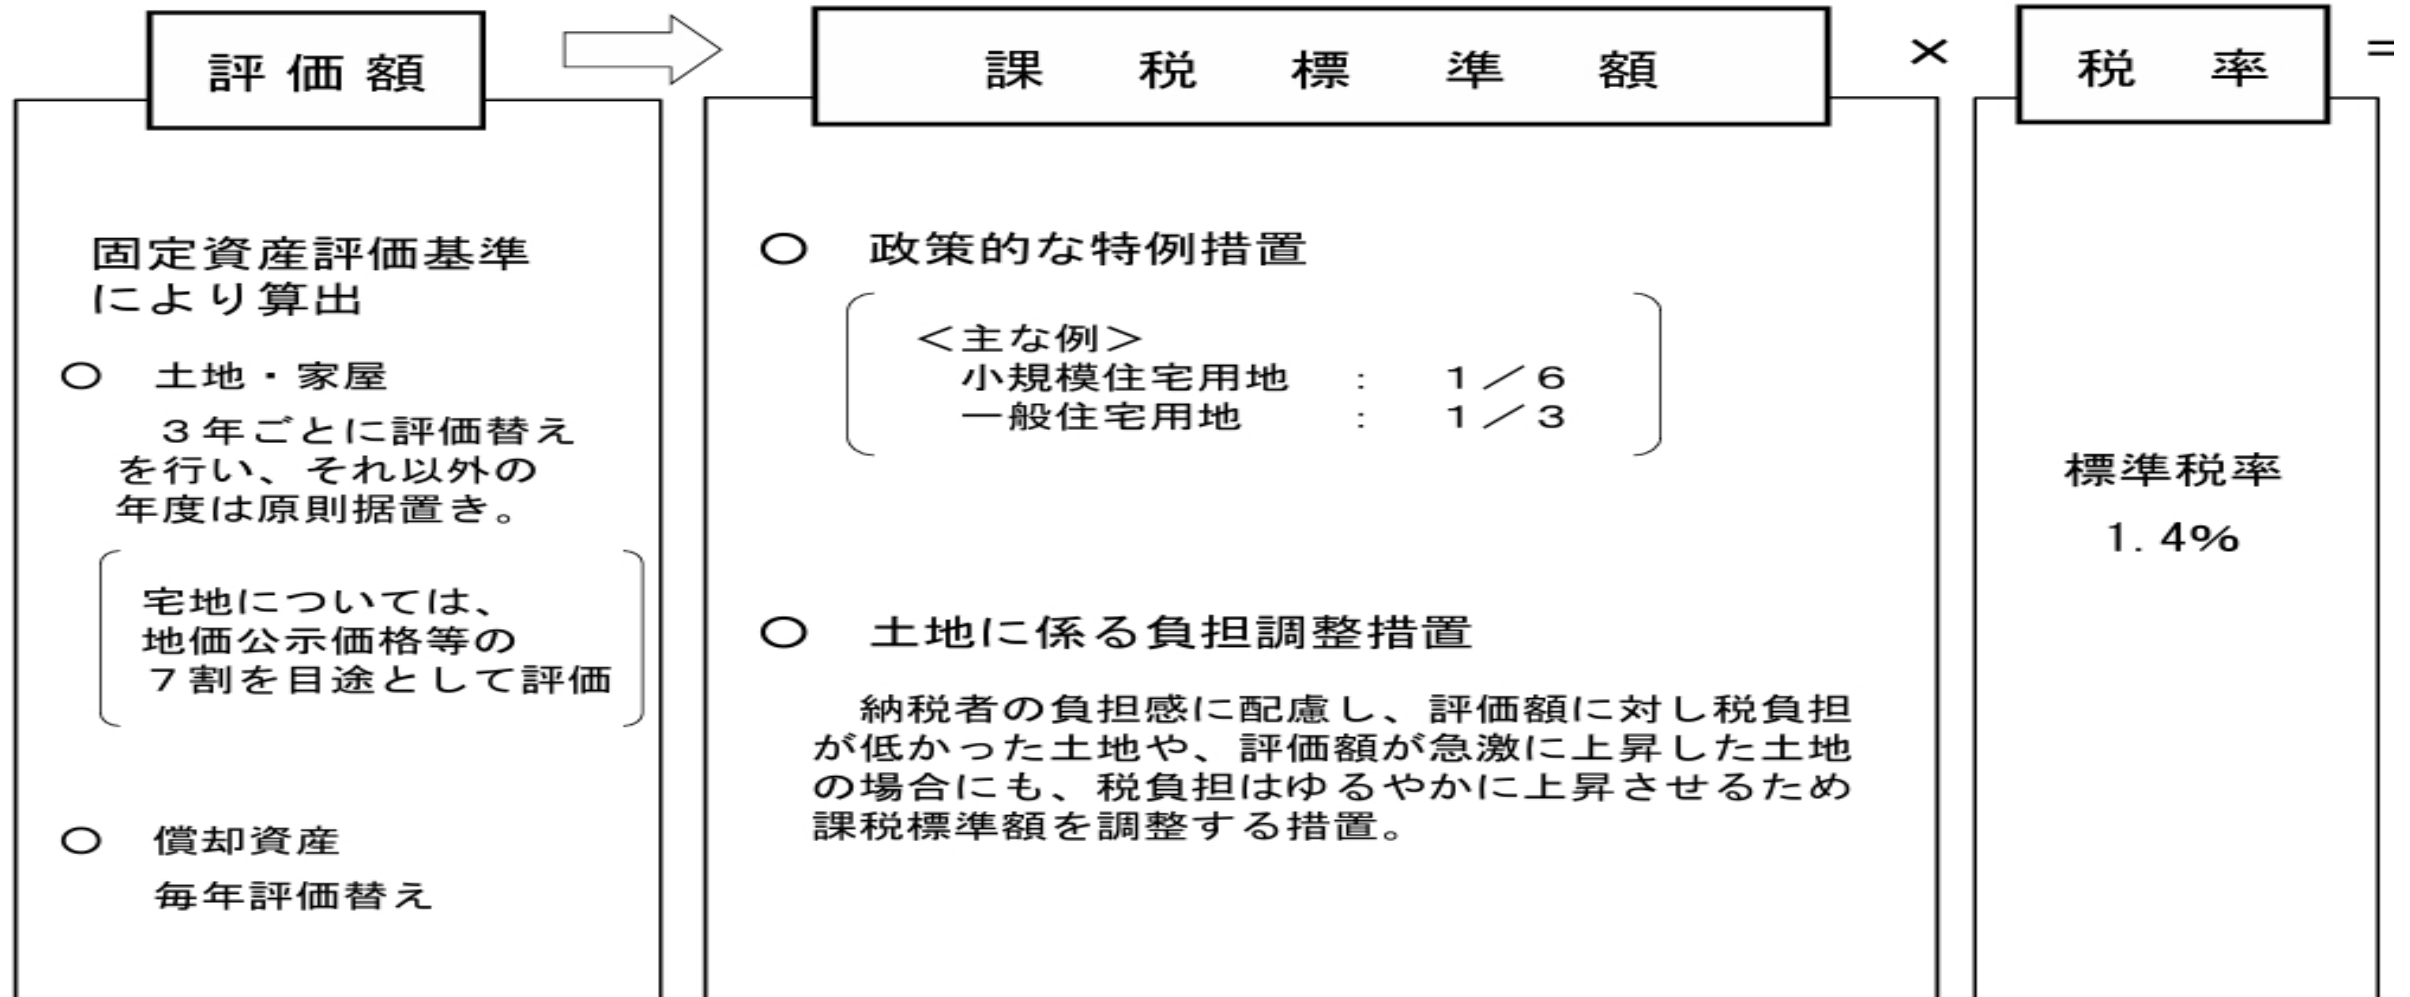 評価額
固定資産評価基準
により算出
○ 土地・家屋
３年ごとに評価替え
を行い、それ以外の
年度は原則据置き。
宅地については、
地価公示価格等の
７割を目途として評価
○ 償却資産
毎年評価替え
課税標準額
○ 政策的な特例措置
＜主な例＞
小規模住宅用地 : １／６
一般住宅用地 : １／３
○ 土地に係る負担調整措置
納税者の負担感に配慮し、評価額に対し税負担
が低かった土地や、評価額が急激に上昇した土地
の場合にも、税負担はゆるやかに上昇させるため
課税標準額を調整する措置。
×
税率
=
標準税率
1.4%